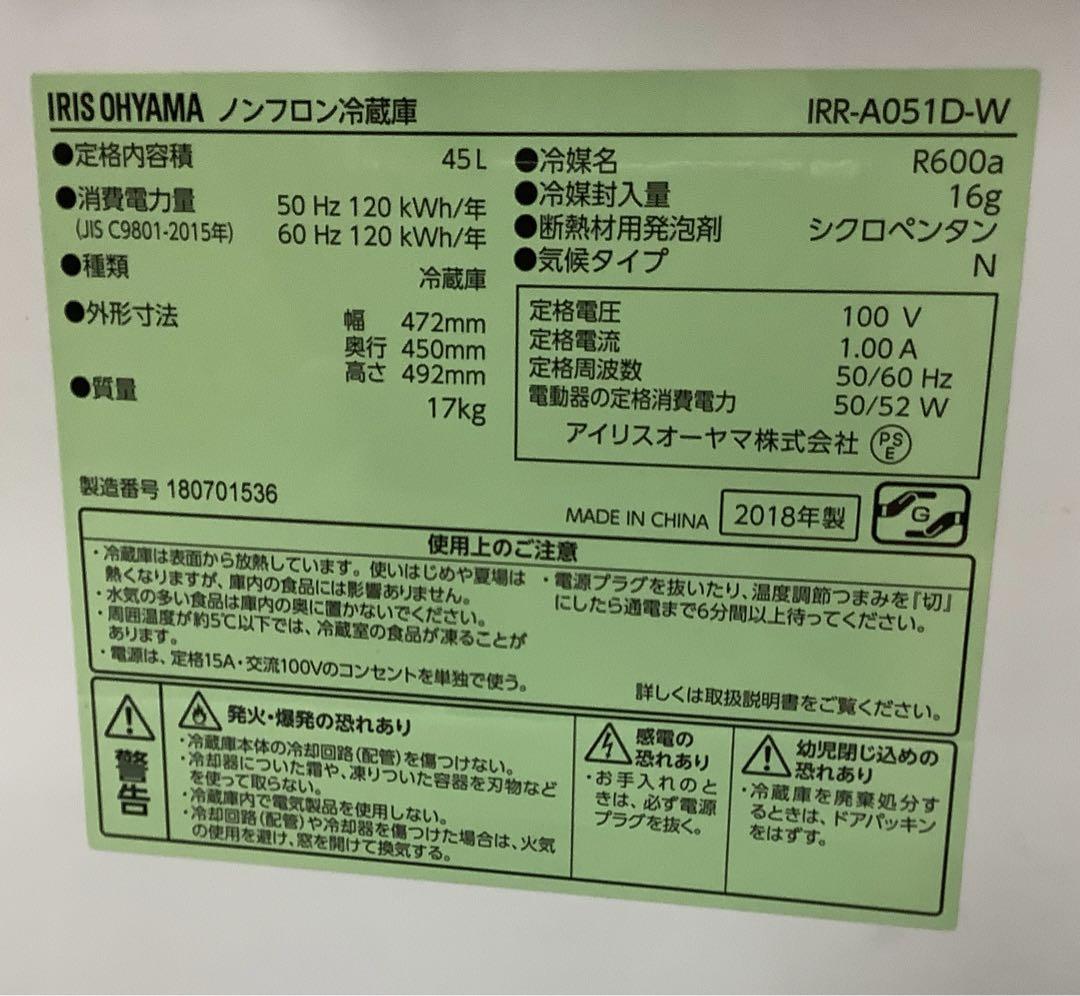 IRIS OHYAMA ノンフロン冷蔵庫 IRR-A051D-W
●定格内容積 45L
●消費電力量 50 Hz 120 kWh/年
(JIS C9801-2015年) 60 Hz 120 kWh/年
●種類 冷蔵庫
●外形寸法 幅 472mm
奥行 450mm
高さ 492mm
●質量 17kg
●冷媒名 R600a
●冷媒封入量 16g
●断熱材用発泡剤 シクロペンタン
●気候タイプ N
定格電圧 100 V
定格電流 1.00 A
定格周波数 50/60 Hz
電動器の定格消費電力 50/52 W
アイリスオーヤマ株式会社 PSE
製造番号 180701536
MADE IN CHINA 2018年製 G
使用上のご注意
・冷蔵庫は表面から放熱しています。使いはじめや夏場は
熱くなりますが、庫内の食品には影響ありません。
・水気の多い食品は庫内の奥に置かないでください。
・周囲温度が約5℃以下では、冷蔵室の食品が凍ることが
あります。
・電源は、定格15A・交流100Vのコンセントを単独で使う。
・電源プラグを抜いたり、温度調節つまみを『切』
にしたら通電まで6分間以上待ってください。
詳しくは取扱説明書をご覧ください。
警告
発火・爆発の恐れあり
・冷蔵庫本体の冷却回路(配管)を傷つけない。
・冷却器についた霜や、凍りついた容器を刃物など
を使って取らない。
・冷蔵庫内で電気製品を使用しない。
・冷却回路(配管)や冷却器を傷つけた場合は、火気
の使用を避け、窓を開けて換気する。
感電の
恐れあり
・お手入れのと
きは、必ず電源
プラグを抜く。
幼児閉じ込めの
恐れあり
・冷蔵庫を廃棄処分す
るときは、ドアパッキン
をはずす。